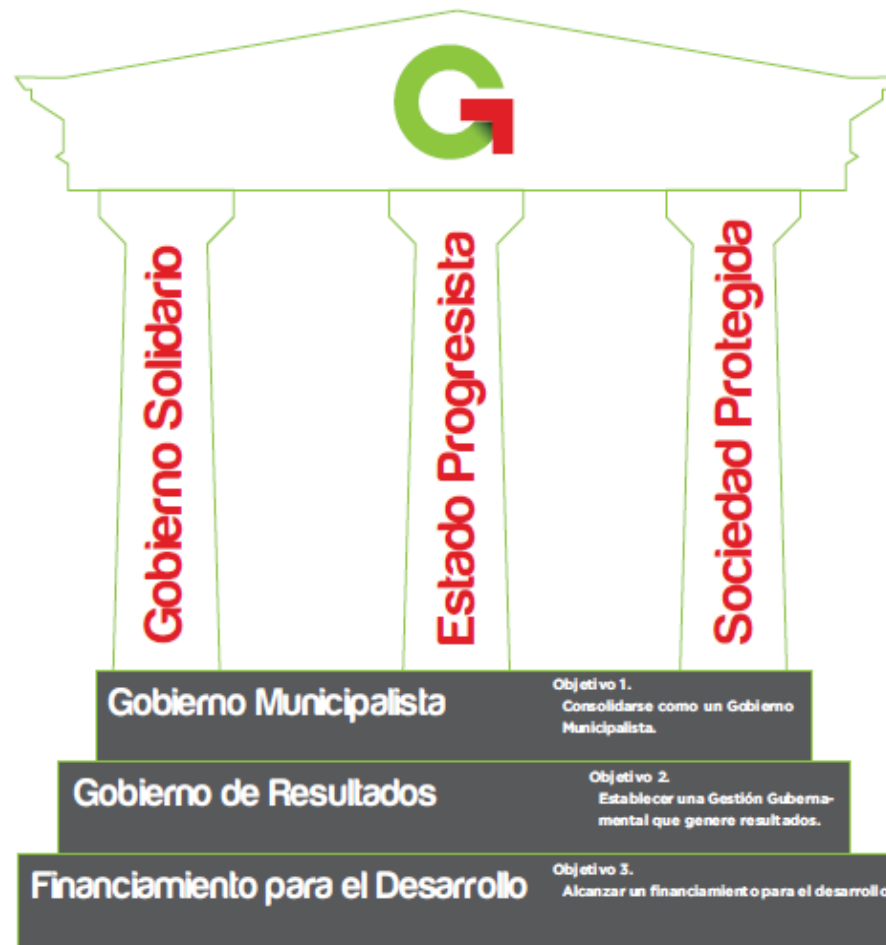 G
Gobierno Solidario
Estado Progresista
Sociedad Protegida
Gobierno Municipalista
Objetivo 1.
Consolidarse como un Gobierno
Municipalista.
Gobierno de Resultados
Objetivo 2.
Establecer una Gestión Guberna-
mental que genere resultados.
Financiamiento para el Desarrollo
Objetivo 3.
Alcanzar un financiamiento para el desarrollo